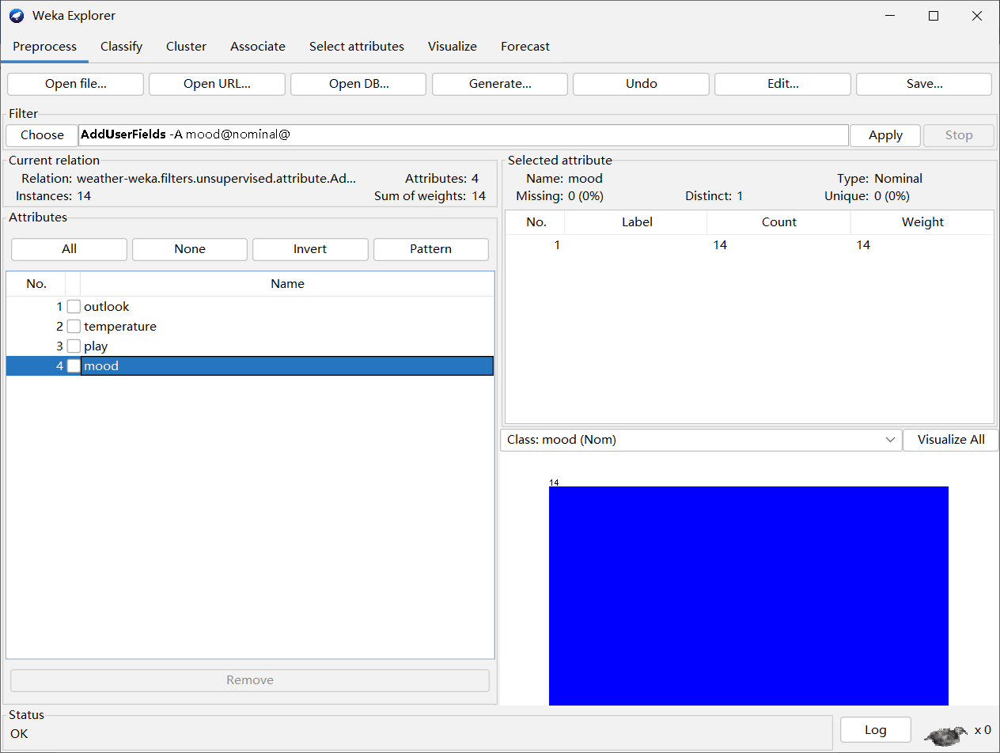 Weka Explorer
Preprocess Classify Cluster Associate Select attributes Visualize Forecast
Open file... Open URL... Open DB... Generate... Undo Edit... Save...
Filter
Choose AddUserFields -A mood@nominal@ Apply Stop
Current relation
Relation: weather-weka.filters.unsupervised.attribute.Ad... Attributes: 4
Instances: 14 Sum of weights: 14
Attributes
All None Invert Pattern
No. Name
1 outlook
2 temperature
3 play
4 mood
Remove
Selected attribute
Name: mood Type: Nominal
Missing: 0 (0%) Distinct: 1 Unique: 0 (0%)
No. Label Count Weight
1 14 14
Class: mood (Nom) Visualize All
14
Status
OK
Log x 0